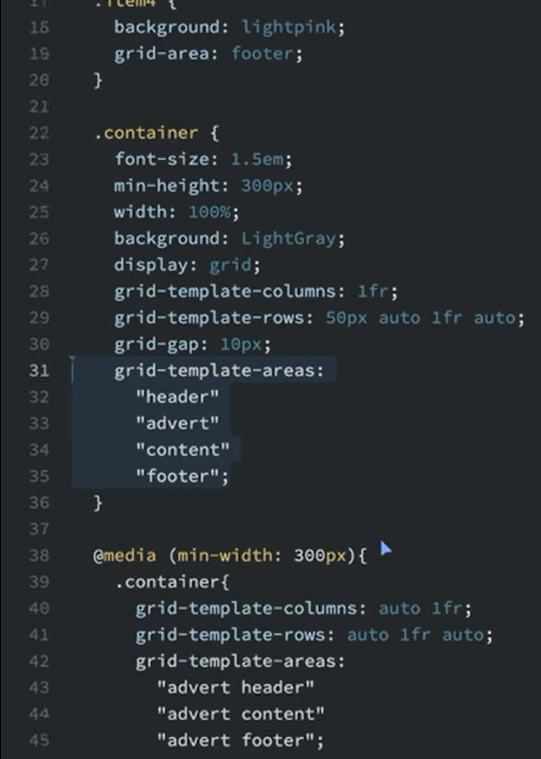 17 .item4 {
18 background: lightpink;
19 grid-area: footer;
20 }
21
22 .container {
23 font-size: 1.5em;
24 min-height: 300px;
25 width: 100%;
26 background: LightGray;
27 display: grid;
28 grid-template-columns: 1fr;
29 grid-template-rows: 50px auto 1fr auto;
30 grid-gap: 10px;
31 grid-template-areas:
32 "header"
33 "advert"
34 "content"
35 "footer";
36 }
37
38 @media (min-width: 300px){
39 .container{
40 grid-template-columns: auto 1fr;
41 grid-template-rows: auto 1fr auto;
42 grid-template-areas:
43 "advert header"
44 "advert content"
45 "advert footer";